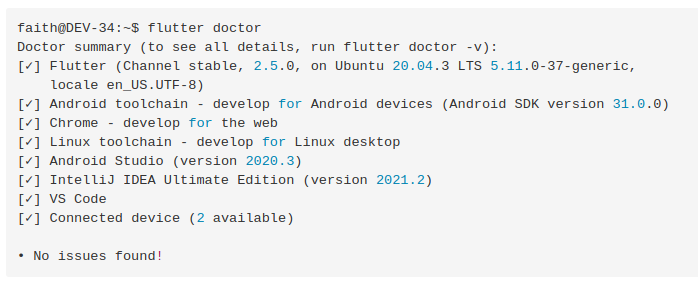 faith@DEV-34:~$ flutter doctor
Doctor summary (to see all details, run flutter doctor -v):
[✓] Flutter (Channel stable, 2.5.0, on Ubuntu 20.04.3 LTS 5.11.0-37-generic,
locale en_US.UTF-8)
[✓] Android toolchain - develop for Android devices (Android SDK version 31.0.0)
[✓] Chrome - develop for the web
[✓] Linux toolchain - develop for Linux desktop
[✓] Android Studio (version 2020.3)
[✓] IntelliJ IDEA Ultimate Edition (version 2021.2)
[✓] VS Code
[✓] Connected device (2 available)
• No issues found!